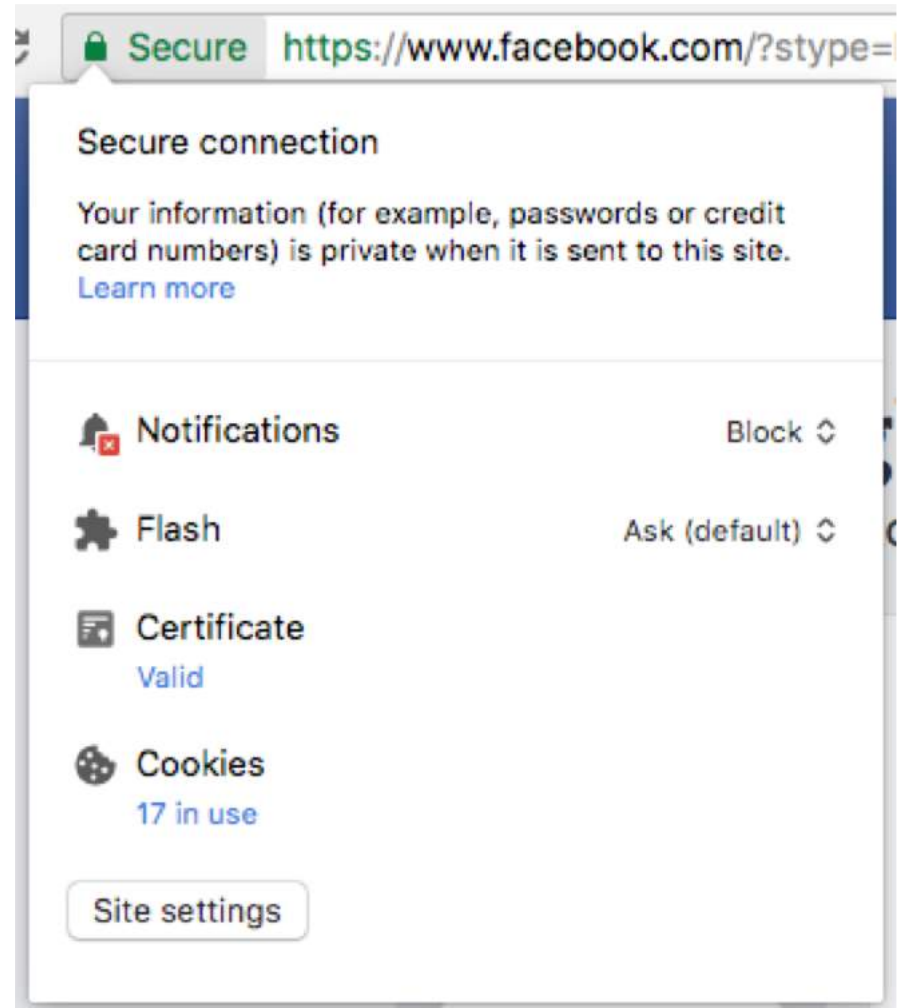 Secure https://www.facebook.com/?stype=
Secure connection
Your information (for example, passwords or credit
card numbers) is private when it is sent to this site.
Learn more
Notifications Block
Flash Ask (default)
Certificate
Valid
Cookies
17 in use
Site settings